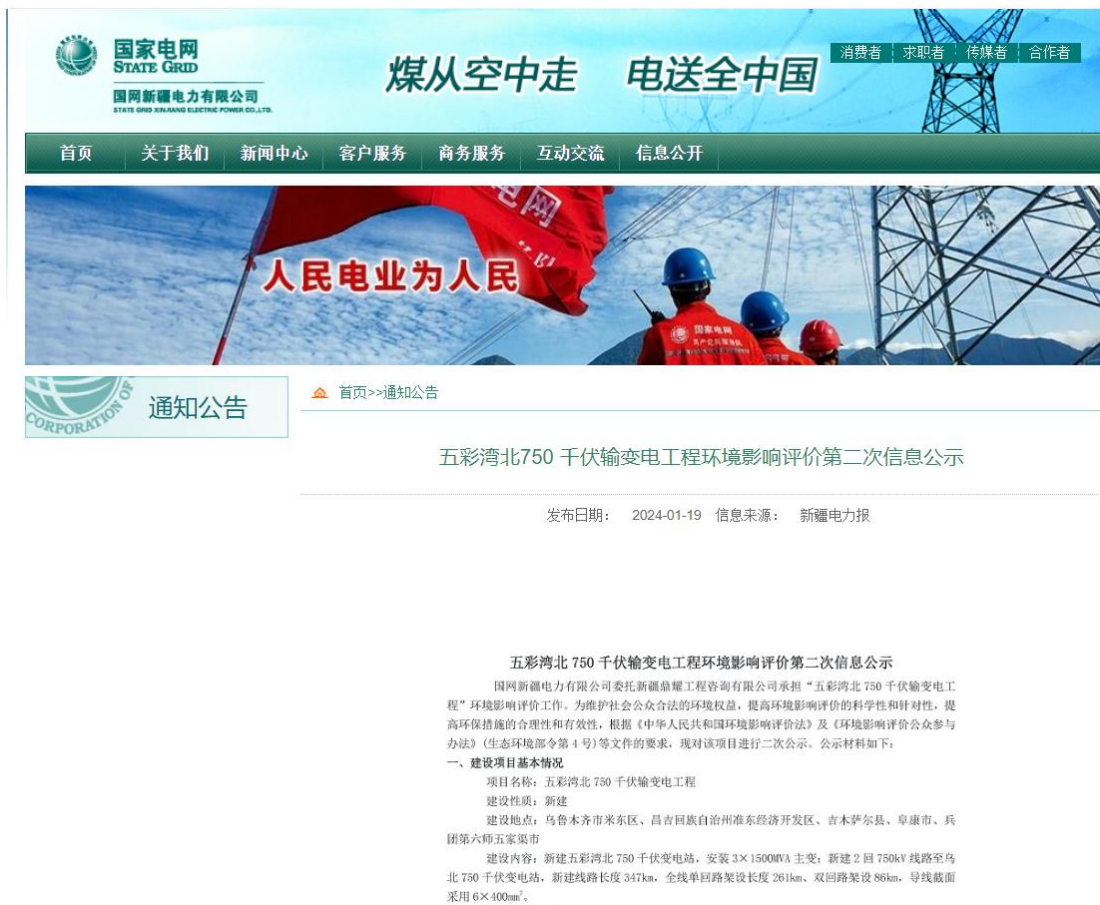 国家电网
STATE GRID
国网新疆电力有限公司
STATE GRID XINJIANG ELECTRIC POWER CO.,LTD.
煤从空中走 电送全中国
消费者 求职者 传媒者 合作者
首页 关于我们 新闻中心 客户服务 商务服务 互动交流 信息公开
电网
人民电业为人民
国家电网
CORPORATION OF
通知公告
首页>>通知公告
五彩湾北750 千伏输变电工程环境影响评价第二次信息公示
发布日期： 2024-01-19 信息来源： 新疆电力报
五彩湾北 750 千伏输变电工程环境影响评价第二次信息公示
国网新疆电力有限公司委托新疆鼎耀工程咨询有限公司承担“五彩湾北 750 千伏输变电工
程”环境影响评价工作。为维护社会公众合法的环境权益，提高环境影响评价的科学性和针对性，提
高环保措施的合理性和有效性，根据《中华人民共和国环境影响评价法》及《环境影响评价公众参与
办法》（生态环境部令第 4 号）等文件的要求，现对该项目进行二次公示。公示材料如下：
一、建设项目基本情况
项目名称：五彩湾北 750 千伏输变电工程
建设性质：新建
建设地点：乌鲁木齐市米东区、昌吉回族自治州准东经济开发区、吉木萨尔县、阜康市、兵
团第六师五家渠市
建设内容：新建五彩湾北 750 千伏变电站，安装 3×1500MVA 主变；新建 2 回 750kV 线路至乌
北 750 千伏变电站，新建线路长度 347km，全线单回路架设长度 261km、双回路架设 86km，导线截面
采用 6×400mm²。